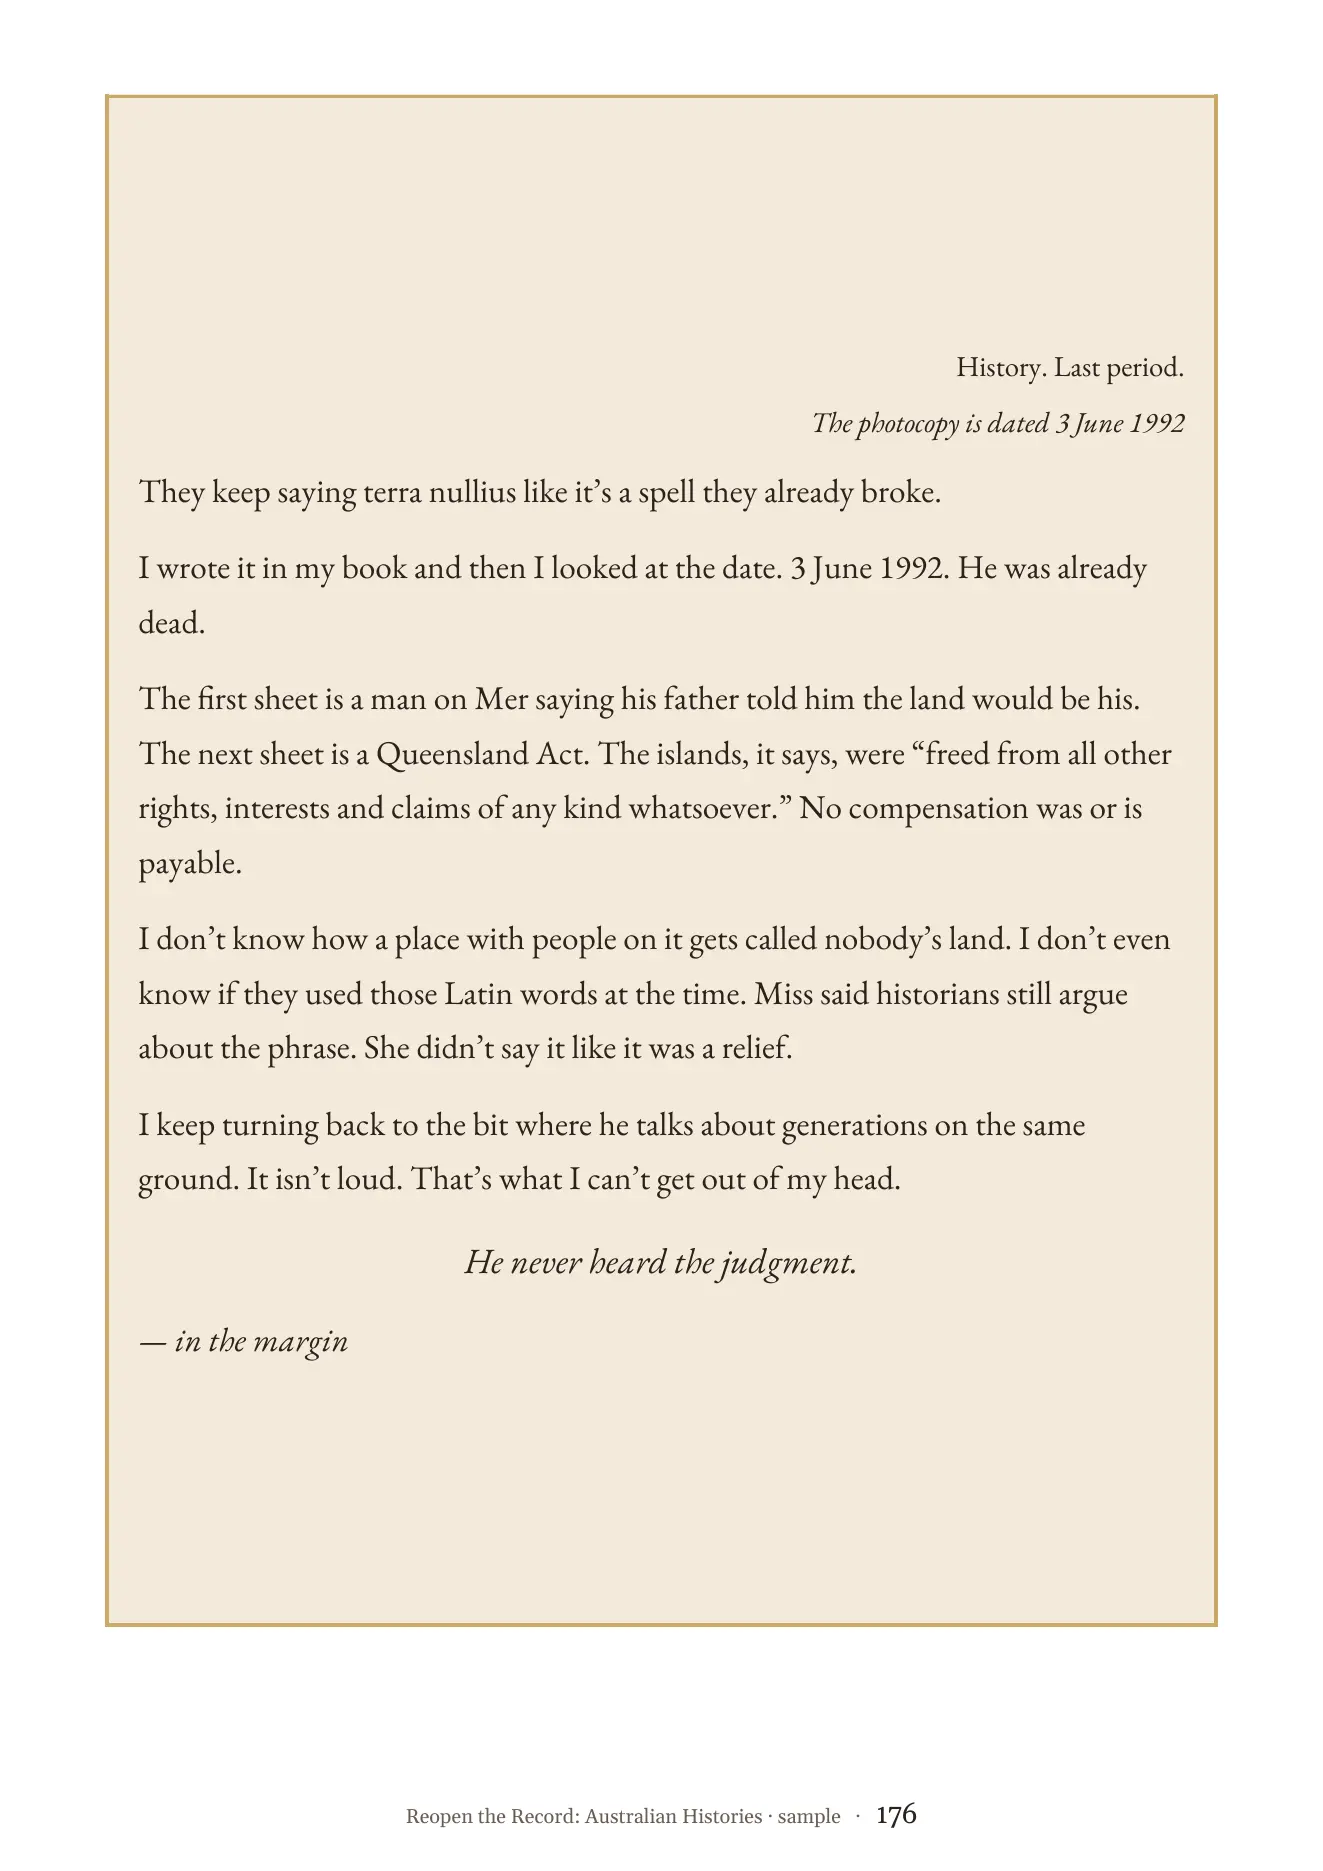 History. Last period.
The photocopy is dated 3 June 1992
They keep saying terra nullius like it’s a spell they already broke.
I wrote it in my book and then I looked at the date. 3 June 1992. He was already
dead.
The first sheet is a man on Mer saying his father told him the land would be his.
The next sheet is a Queensland Act. The islands, it says, were “freed from all other
rights, interests and claims of any kind whatsoever.” No compensation was or is
payable.
I don’t know how a place with people on it gets called nobody’s land. I don’t even
know if they used those Latin words at the time. Miss said historians still argue
about the phrase. She didn’t say it like it was a relief.
I keep turning back to the bit where he talks about generations on the same
ground. It isn’t loud. That’s what I can’t get out of my head.
He never heard the judgment.
— in the margin
Reopen the Record: Australian Histories · sample · 176